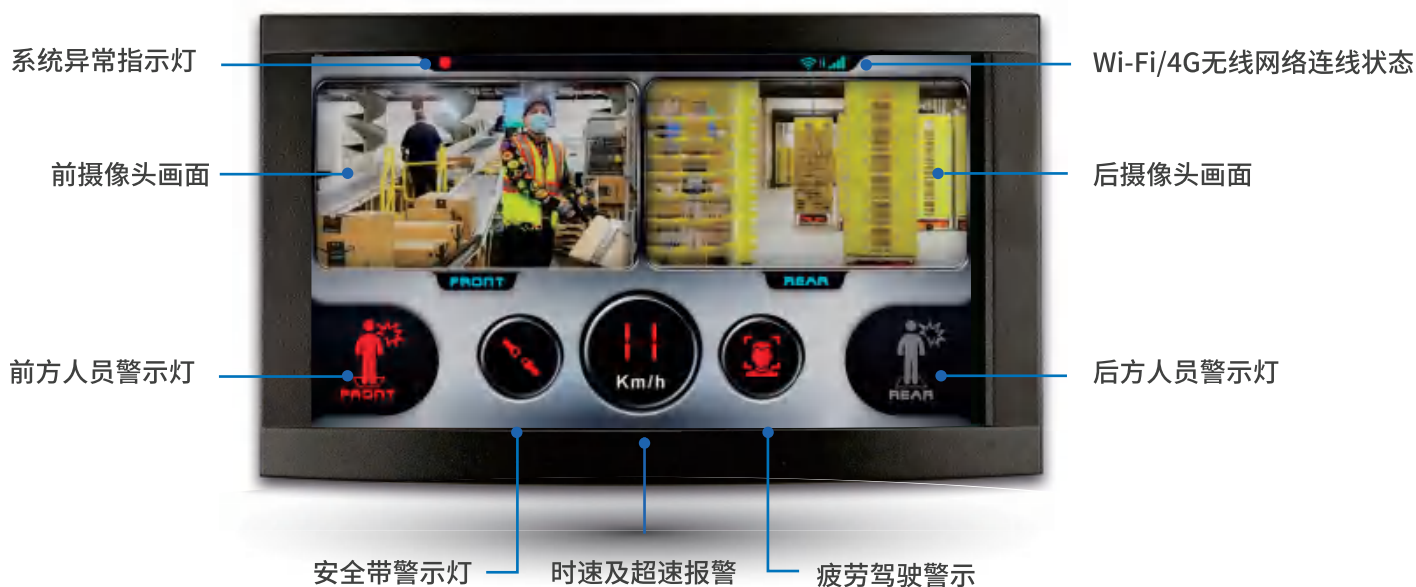 系统异常指示灯
Wi-Fi/4G无线网络连线状态
前摄像头画面
后摄像头画面
FRONT
REAR
前方人员警示灯
FRONT
11
Km/h
REAR
后方人员警示灯
安全带警示灯
时速及超速报警
疲劳驾驶警示